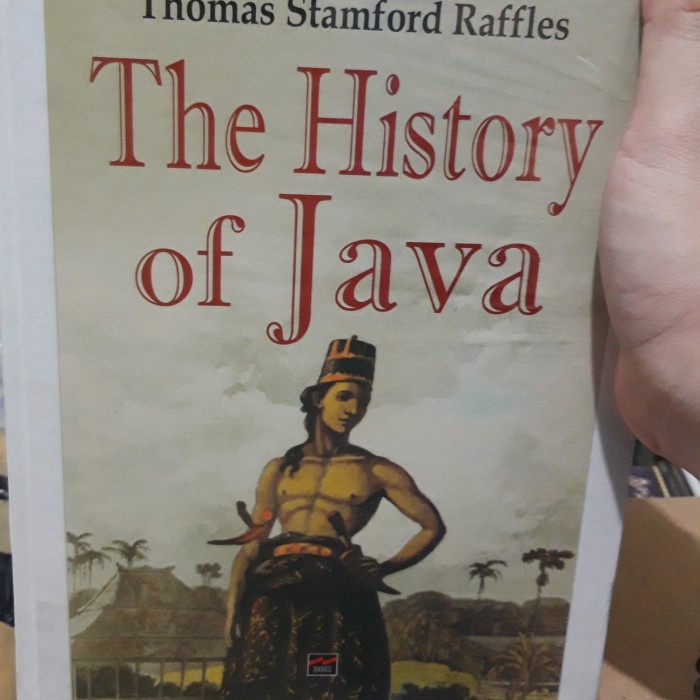 Thomas Stamford Raffles
The History
of Java